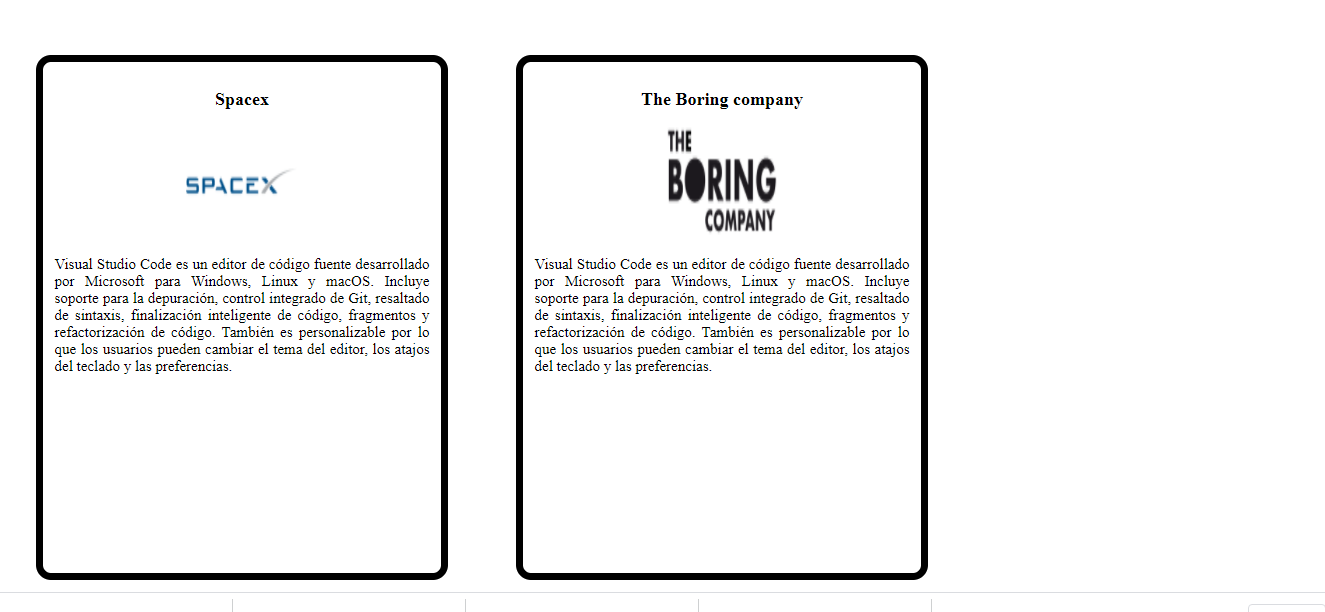 Spacex
SPACEX
Visual Studio Code es un editor de código fuente desarrollado
por Microsoft para Windows, Linux y macOS. Incluye
soporte para la depuración, control integrado de Git, resaltado
de sintaxis, finalización inteligente de código, fragmentos y
refactorización de código. También es personalizable por lo
que los usuarios pueden cambiar el tema del editor, los atajos
del teclado y las preferencias.
The Boring company
THE
BORING
COMPANY
Visual Studio Code es un editor de código fuente desarrollado
por Microsoft para Windows, Linux y macOS. Incluye
soporte para la depuración, control integrado de Git, resaltado
de sintaxis, finalización inteligente de código, fragmentos y
refactorización de código. También es personalizable por lo
que los usuarios pueden cambiar el tema del editor, los atajos
del teclado y las preferencias.